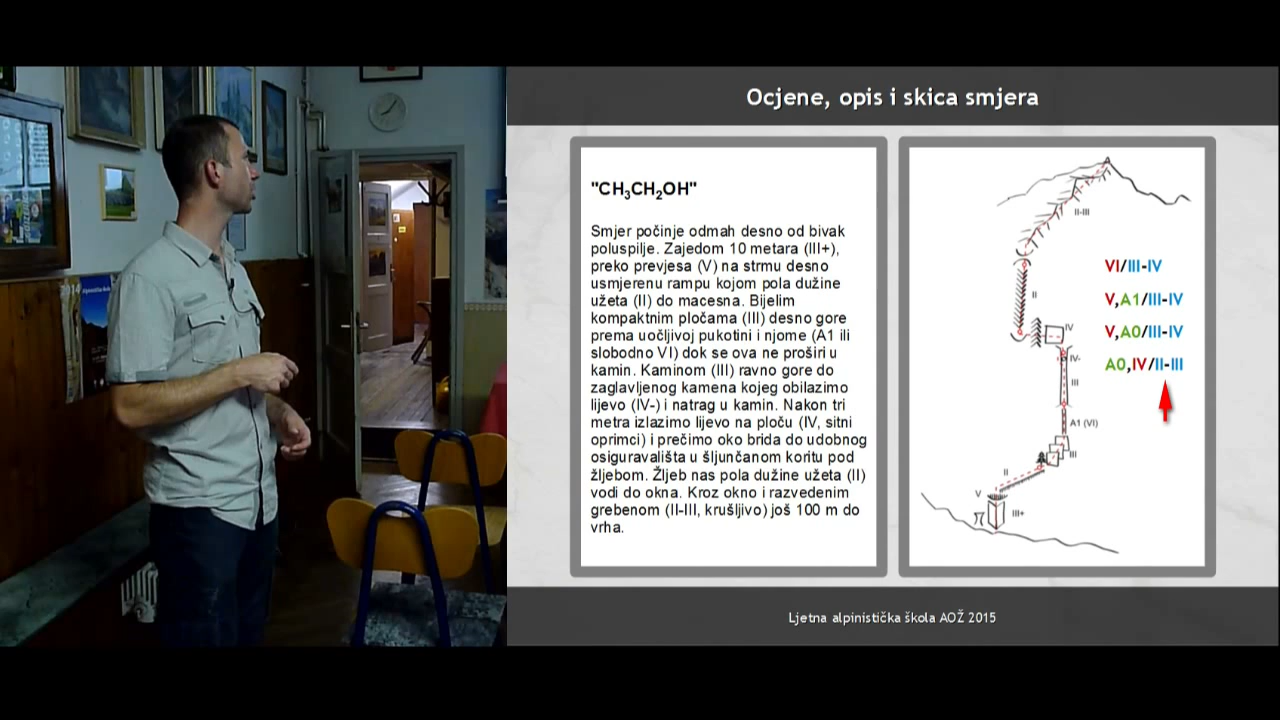 Ocjene, opis i skica smjera
"CH₃CH₂OH"
Smjer počinje odmah desno od bivak
poluspilje. Zajedom 10 metara (III+),
preko prevjesa (V) na strmu desno
usmjerenu rampu kojom pola dužine
užeta (II) do macesna. Bijelim
kompaktnim pločama (III) desno gore
prema uočljivoj pukotini i njome (A1 ili
slobodno VI) dok se ova ne proširi u
kamin. Kaminom (III) ravno gore do
zaglavljenog kamena kojeg obilazimo
lijevo (IV-) i natrag u kamin. Nakon tri
metra izlazimo lijevo na ploču (IV, sitni
oprimci) i prečimo oko brida do udobnog
osiguravališta u šljunčanom koritu pod
žljebom. Žljeb nas pola dužine užeta (II)
vodi do okna. Kroz okno i razvedenim
grebenom (II-III, krušljivo) još 100 m do
vrha.
II-III
II
IV
IV-
III
A1 (VI)
III
II
V
III+
VI/III-IV
V,A1/III-IV
V,A0/III-IV
A0,IV/II-III
Ljetna alpinistička škola AOŽ 2015
2014